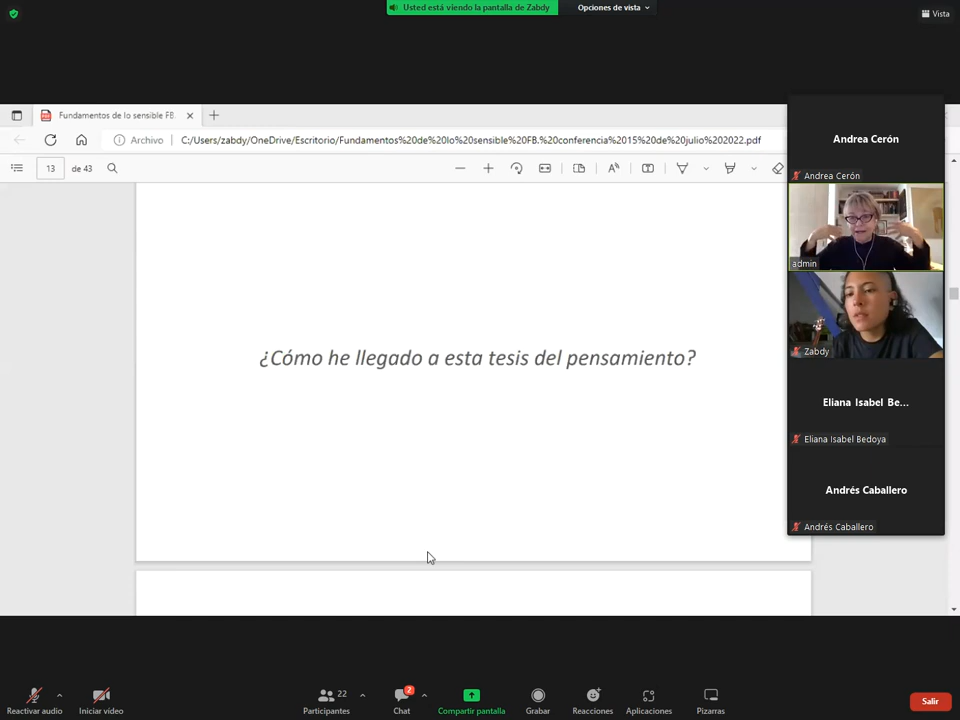 Usted está viendo la pantalla de Zabdy
Opciones de vista
Vista
Fundamentos de lo sensible FB.
Archivo
C:/Users/zabdy/OneDrive/Escritorio/Fundamentos%20de%20lo%20sensible%20FB.%20conferencia%2015%20de%20julio%202022.pdf
13
de 43
¿Cómo he llegado a esta tesis del pensamiento?
Andrea Cerón
Andrea Cerón
admin
Zabdy
Eliana Isabel Be...
Eliana Isabel Bedoya
Andrés Caballero
Andrés Caballero
Reactivar audio
Iniciar video
22
Participantes
2
Chat
Compartir pantalla
Grabar
Reacciones
Aplicaciones
Pizarras
Salir